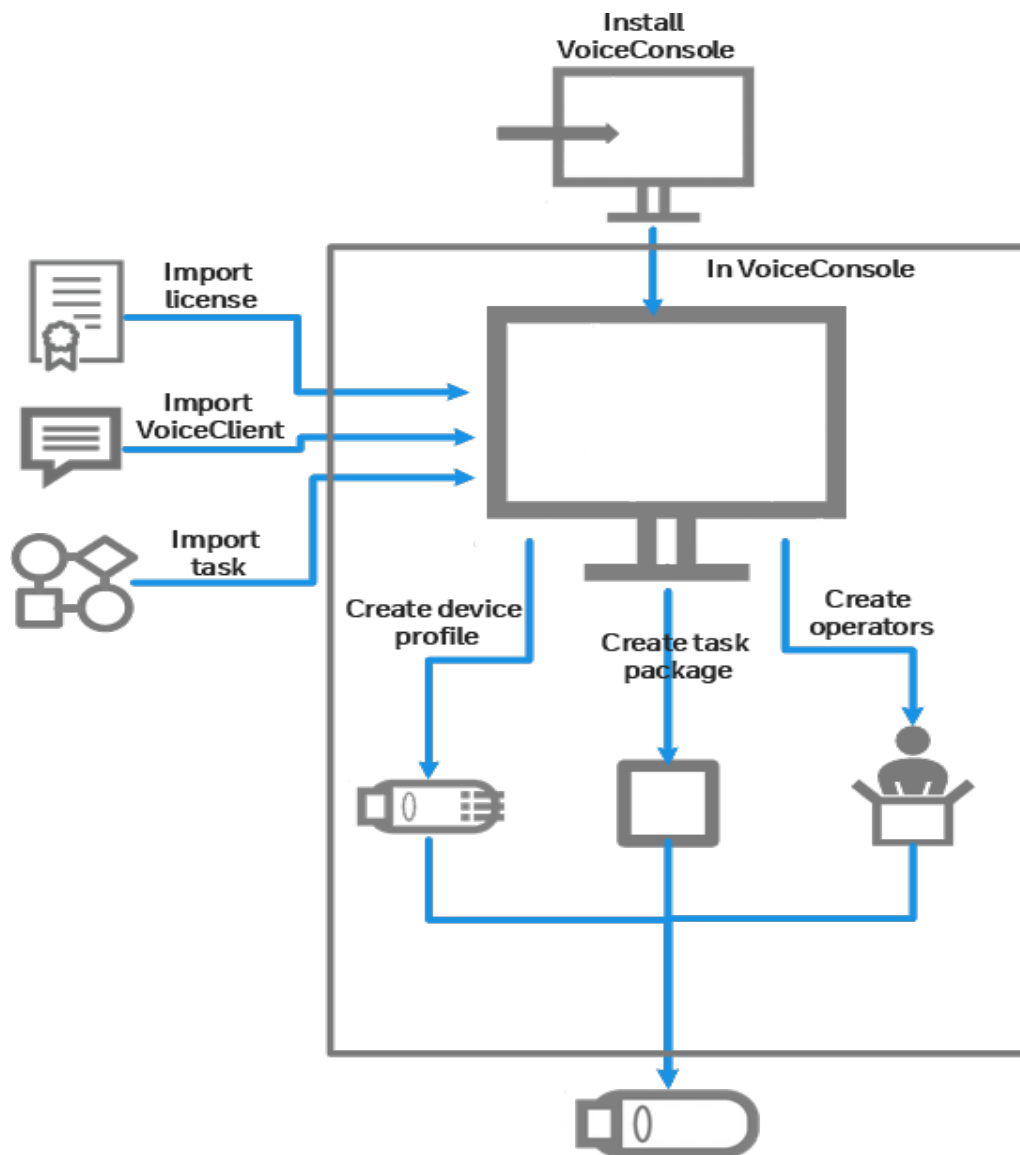 Install
VoiceConsole
In VoiceConsole
Import
license
Import
VoiceClient
Import
task
Create device
profile
Create task
package
Create
operators